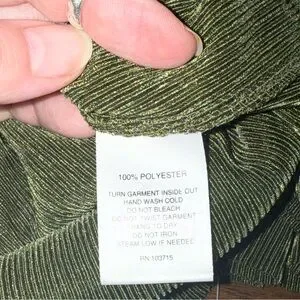 100% POLYESTER
TURN GARMENT INSIDE OUT
HAND WASH COLD
DO NOT BLEACH
DO NOT TWIST GARMENT
HANG TO DRY
DO NOT IRON
STEAM LOW IF NEEDED
RN 103715